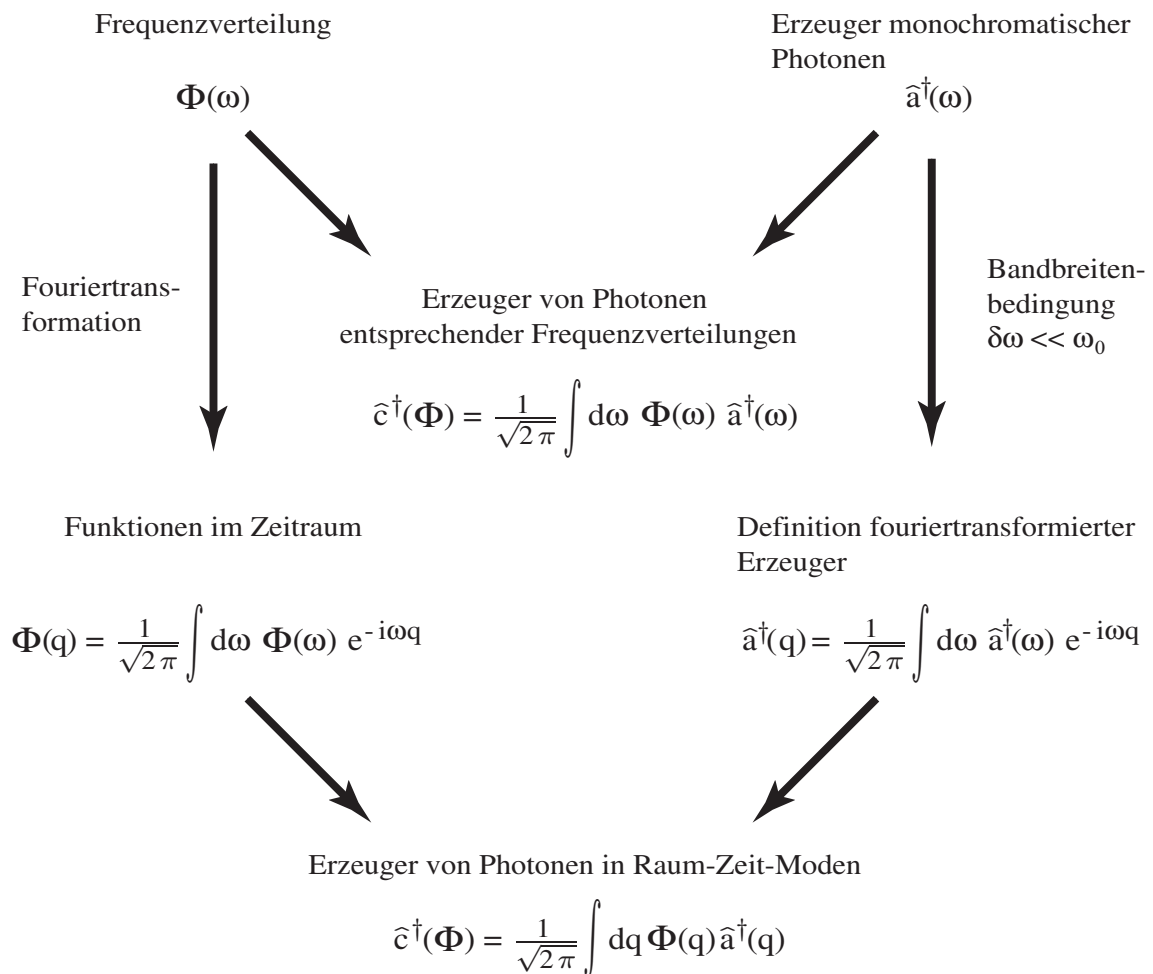 Frequenzverteilung
Φ(ω)
Erzeuger monochromatischer
Photonen
â†(ω)
Fouriertrans-
formation
Bandbreiten-
bedingung
δω << ω₀
Erzeuger von Photonen
entsprechender Frequenzverteilungen
ĉ†(Φ) = 1/√(2π) ∫ dω Φ(ω) â†(ω)
Funktionen im Zeitraum
Φ(q) = 1/√(2π) ∫ dω Φ(ω) e^(-iωq)
Definition fouriertransformierter
Erzeuger
â†(q) = 1/√(2π) ∫ dω â†(ω) e^(-iωq)
Erzeuger von Photonen in Raum-Zeit-Moden
ĉ†(Φ) = 1/√(2π) ∫ dq Φ(q) â†(q)